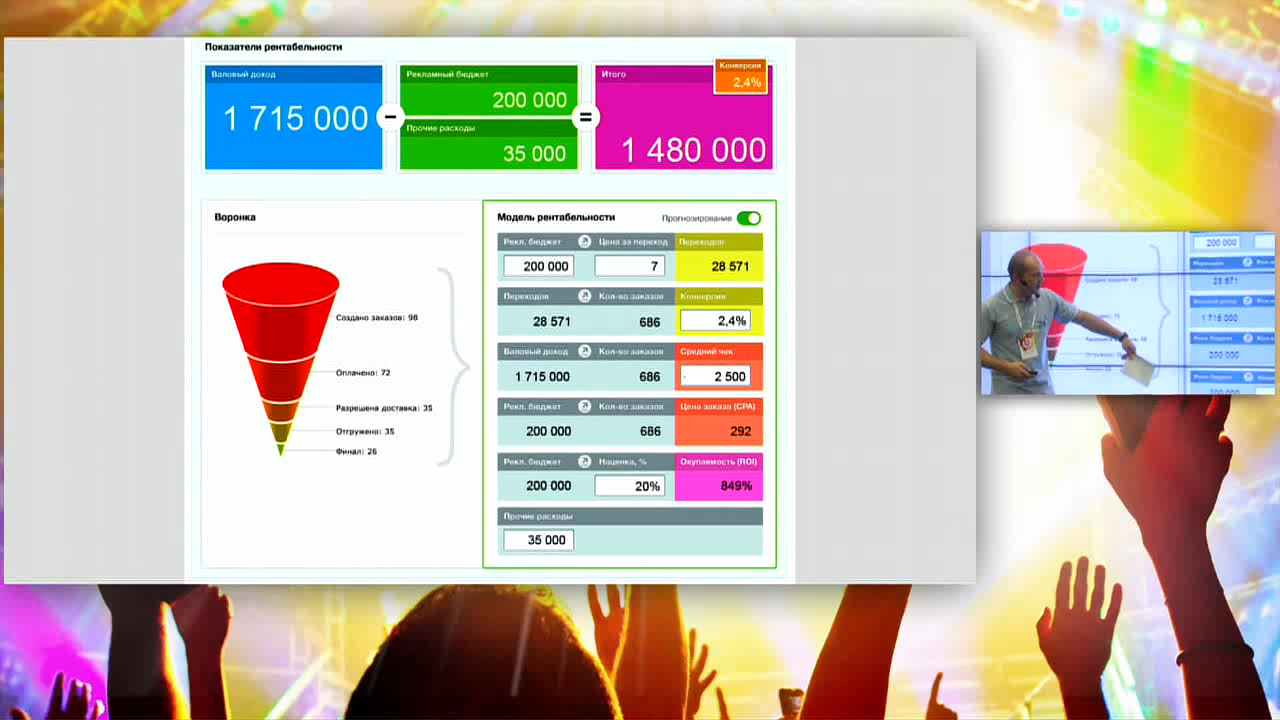 Показатели рентабельности
Валовый доход
1 715 000
−
Рекламный бюджет
200 000
Прочие расходы
35 000
=
Итого
Конверсия
2,4%
1 480 000
Воронка
Создано заказов: 98
Оплачено: 72
Разрешена доставка: 35
Отгружено: 35
Финал: 26
Модель рентабельности
Прогнозирование
Рекл. бюджет Цена за переход Переходов
200 000 7 28 571
Переходов Кол-во заказов Конверсия
28 571 686 2,4%
Валовый доход Кол-во заказов Средний чек
1 715 000 686 2 500
Рекл. бюджет Кол-во заказов Цена заказа (CPA)
200 000 686 292
Рекл. бюджет Наценка, % Окупаемость (ROI)
200 000 20% 849%
Прочие расходы
35 000
200 000
28 571
1 715 000
200 000